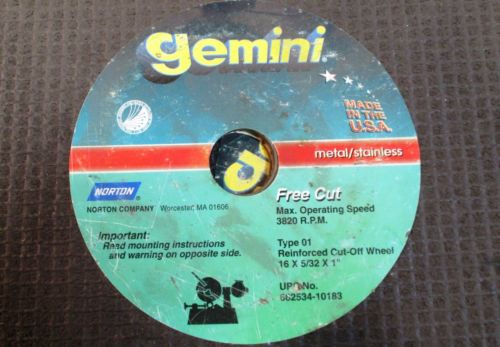 gemini
MADE
IN THE
U.S.A.
metal/stainless
NORTON
NORTON COMPANY Worcester, MA 01606
Important:
Read mounting instructions
and warning on opposite side.
Free Cut
Max. Operating Speed
3820 R.P.M.
Type 01
Reinforced Cut-Off Wheel
16 X 5/32 X 1"
UPC No.
662534-10183